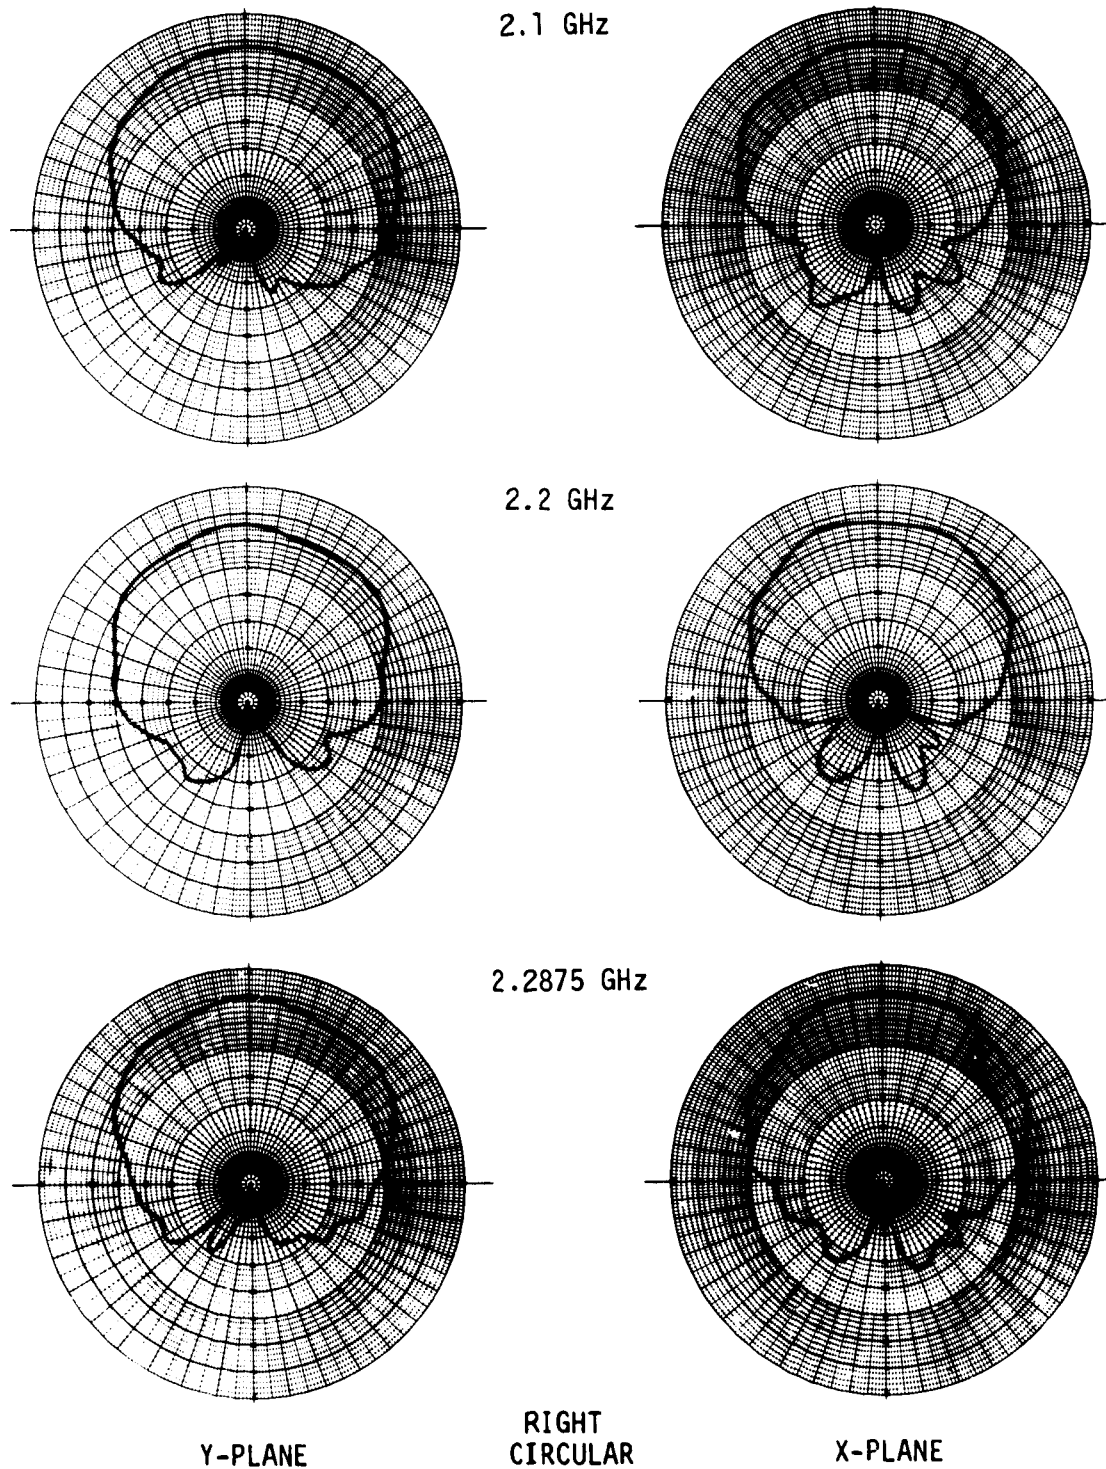 2.1 GHz
2.2 GHz
2.2875 GHz
Y-PLANE
RIGHT
CIRCULAR
X-PLANE